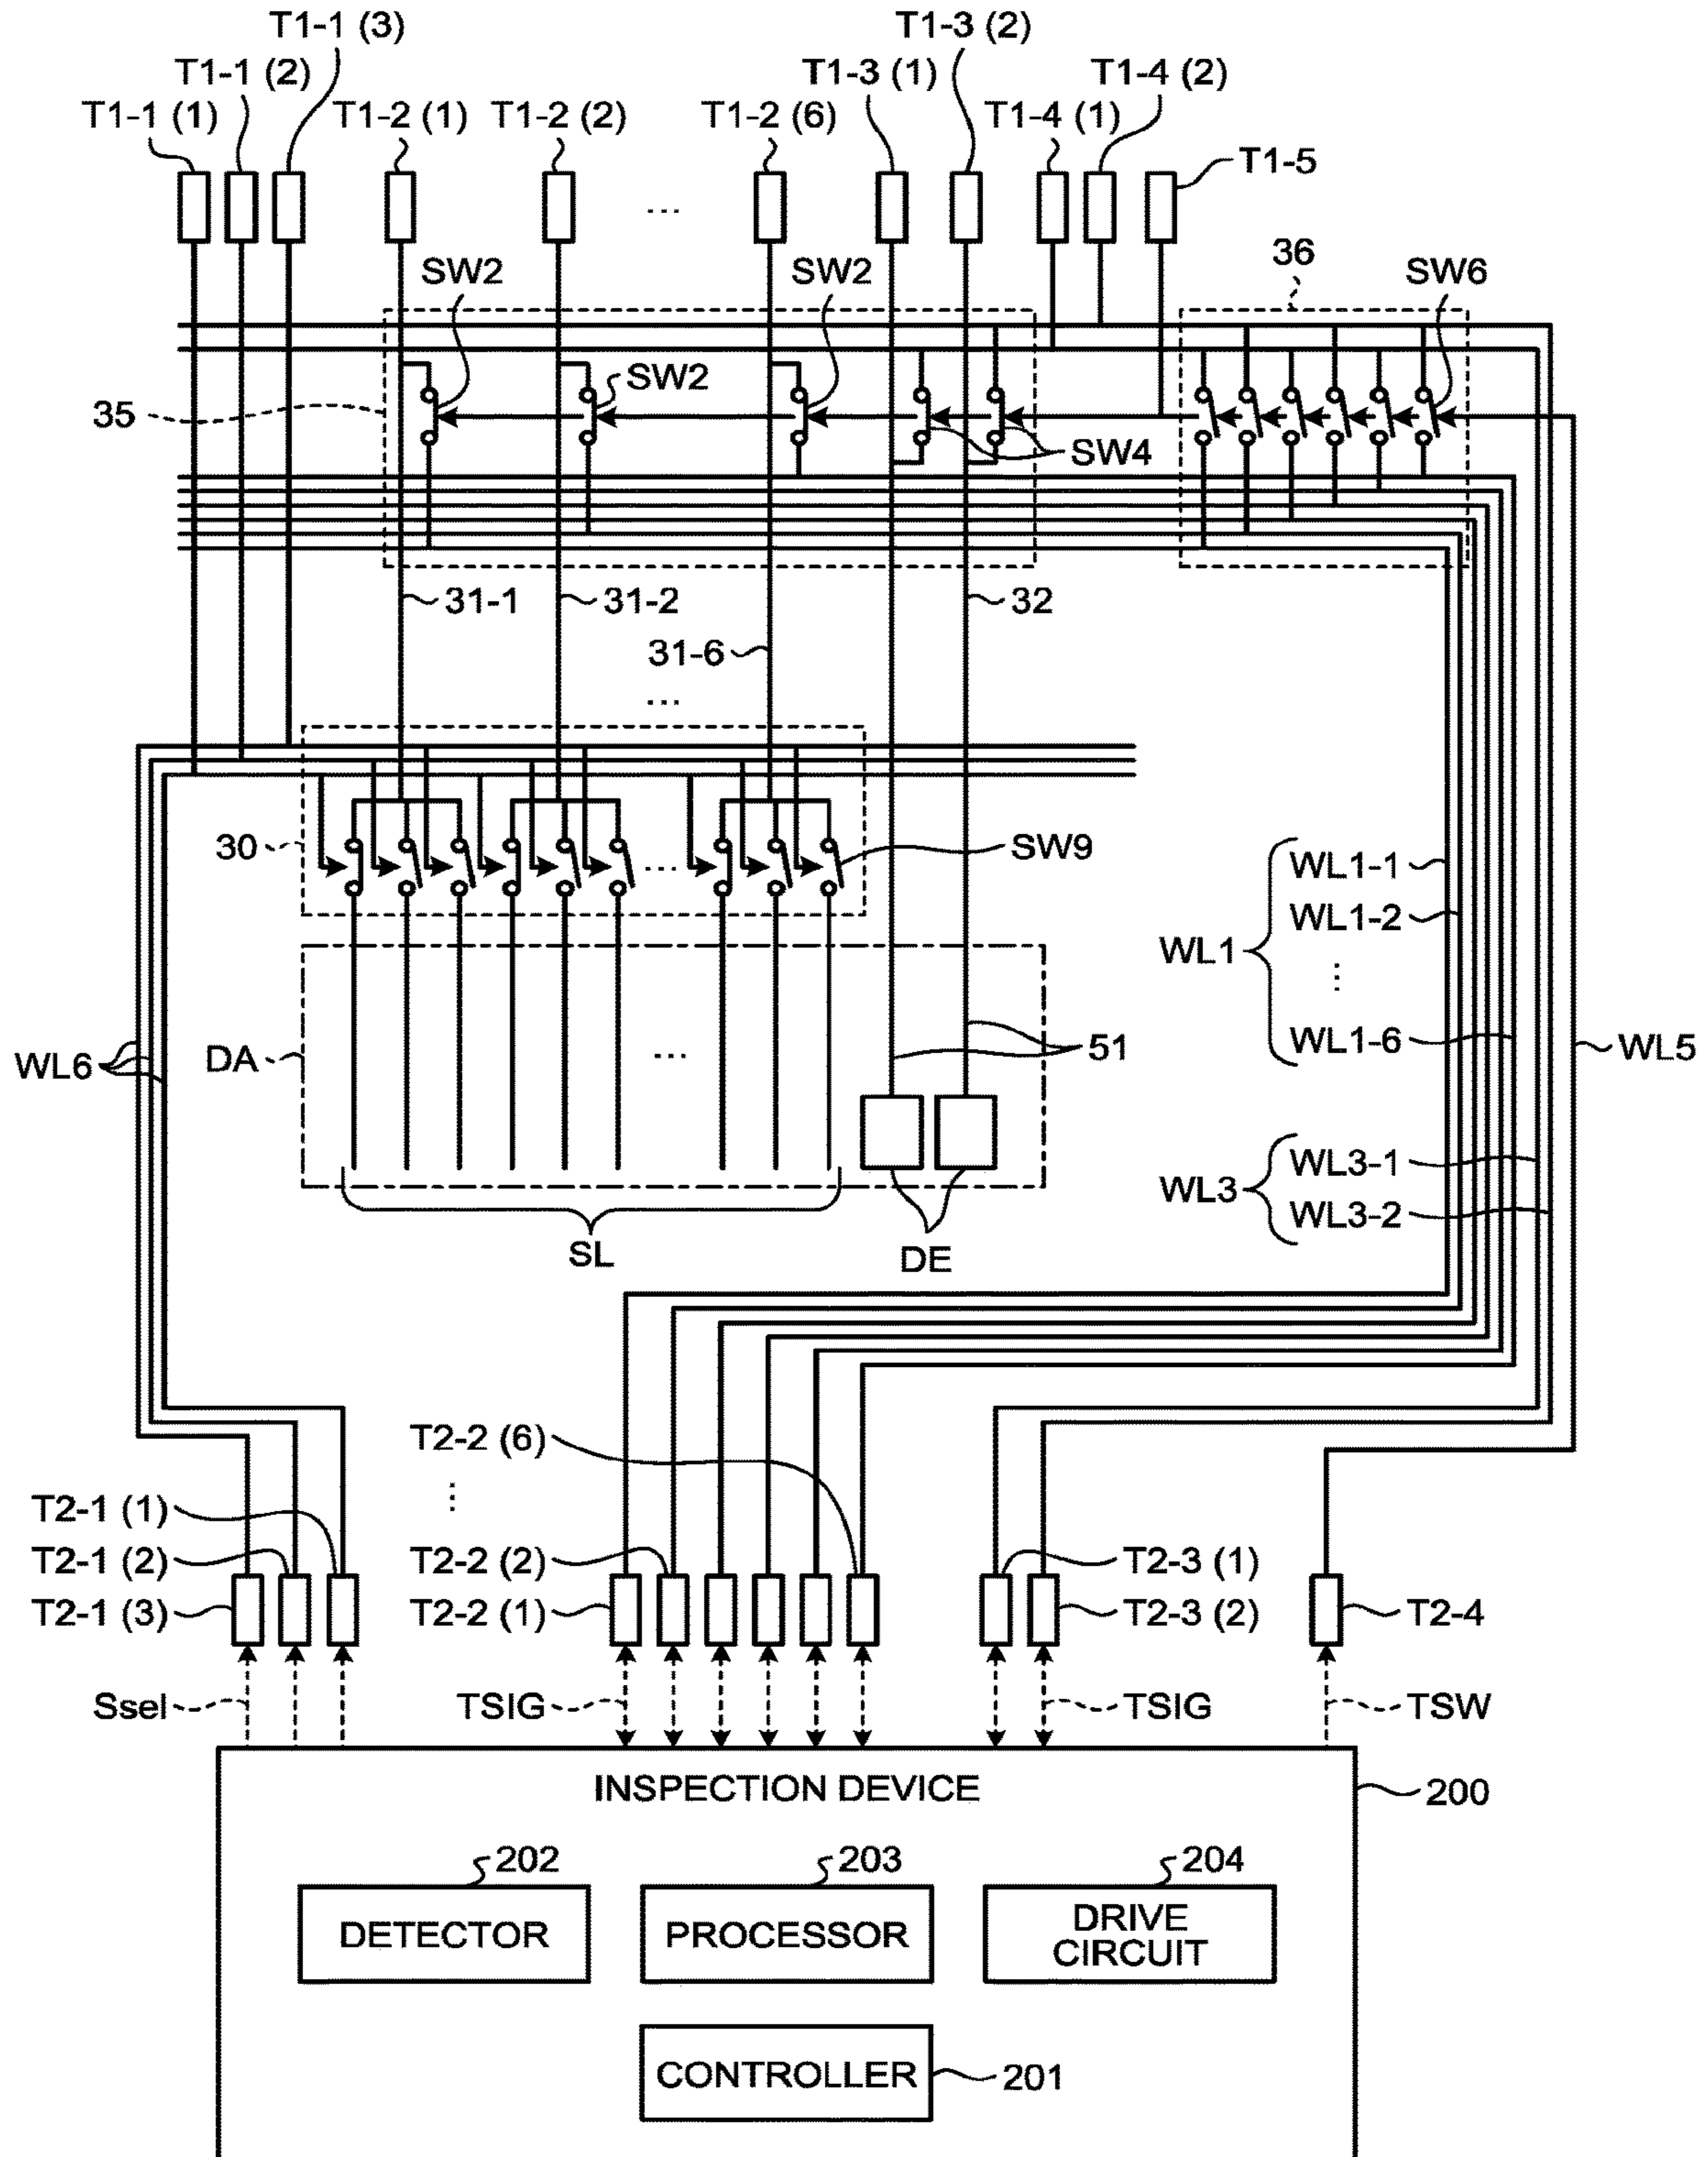 T1-1 (3) T1-3 (2)
T1-1 (2) T1-3 (1) T1-4 (2)
T1-1 (1) T1-2 (1) T1-2 (2) T1-2 (6) T1-4 (1)
T1-5
...
36
SW2 SW2 SW6
SW2
35
SW4
31-1 31-2 32
31-6
...
30 ... SW9
WL1-1
WL1-2
WL1
...
WL1-6
WL6 DA ... 51 WL5
WL3-1
WL3
WL3-2
SL DE
T2-2 (6)
...
T2-1 (1)
T2-1 (2) T2-2 (2) T2-3 (1)
T2-1 (3) T2-2 (1) T2-3 (2) T2-4
Ssel TSIG TSIG TSW
INSPECTION DEVICE 200
202 203 204
DETECTOR PROCESSOR DRIVE
CIRCUIT
CONTROLLER 201